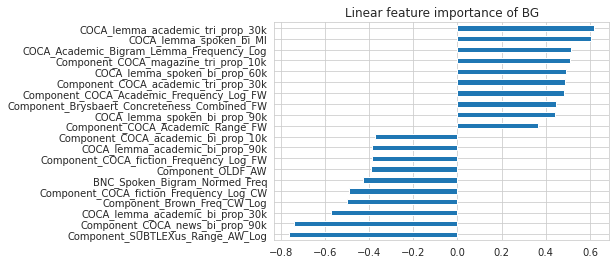 Linear feature importance of BG
COCA_lemma_academic_tri_prop_30k
COCA_lemma_spoken_bi_MI
COCA_Academic_Bigram_Lemma_Frequency_Log
Component_COCA_magazine_tri_prop_10k
COCA_lemma_spoken_bi_prop_60k
Component_COCA_academic_tri_prop_30k
Component_COCA_Academic_Frequency_Log_FW
Component_Brysbaert_Concreteness_Combined_FW
COCA_lemma_spoken_bi_prop_90k
Component_COCA_Academic_Range_FW
Component_COCA_academic_bi_prop_10k
COCA_lemma_academic_bi_prop_90k
Component_COCA_fiction_Frequency_Log_FW
Component_OLDF_AW
BNC_Spoken_Bigram_Normed_Freq
Component_COCA_fiction_Frequency_Log_CW
Component_Brown_Freq_CW_Log
COCA_lemma_academic_bi_prop_30k
Component_COCA_news_bi_prop_90k
Component_SUBTLEXus_Range_AW_Log
−0.8 −0.6 −0.4 −0.2 0.0 0.2 0.4 0.6